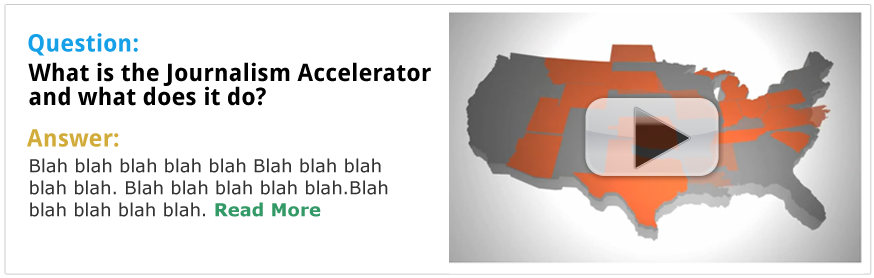 Question:
What is the Journalism Accelerator
and what does it do?
Answer:
Blah blah blah blah blah Blah blah blah
blah blah. Blah blah blah blah blah.Blah
blah blah blah blah. Read More